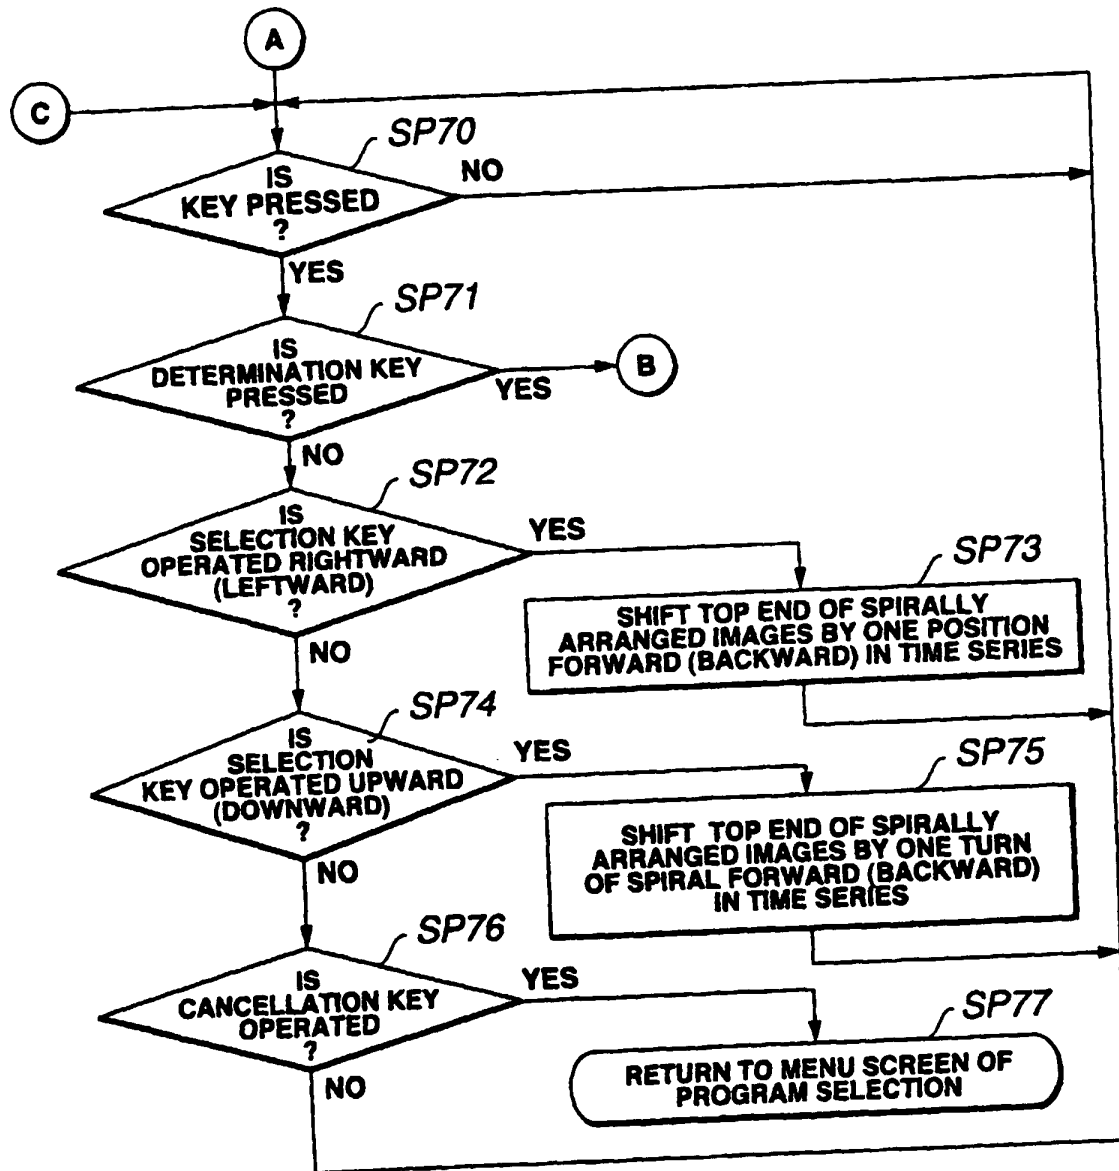 A
C
SP70
IS
KEY PRESSED
?
NO
YES
SP71
IS
DETERMINATION KEY
PRESSED
?
YES
B
NO
SP72
IS
SELECTION KEY
OPERATED RIGHTWARD
(LEFTWARD)
?
YES
SP73
SHIFT TOP END OF SPIRALLY
ARRANGED IMAGES BY ONE POSITION
FORWARD (BACKWARD) IN TIME SERIES
NO
SP74
IS
SELECTION
KEY OPERATED UPWARD
(DOWNWARD)
?
YES
SP75
SHIFT TOP END OF SPIRALLY
ARRANGED IMAGES BY ONE TURN
OF SPIRAL FORWARD (BACKWARD)
IN TIME SERIES
NO
SP76
IS
CANCELLATION KEY
OPERATED
?
YES
SP77
RETURN TO MENU SCREEN OF
PROGRAM SELECTION
NO